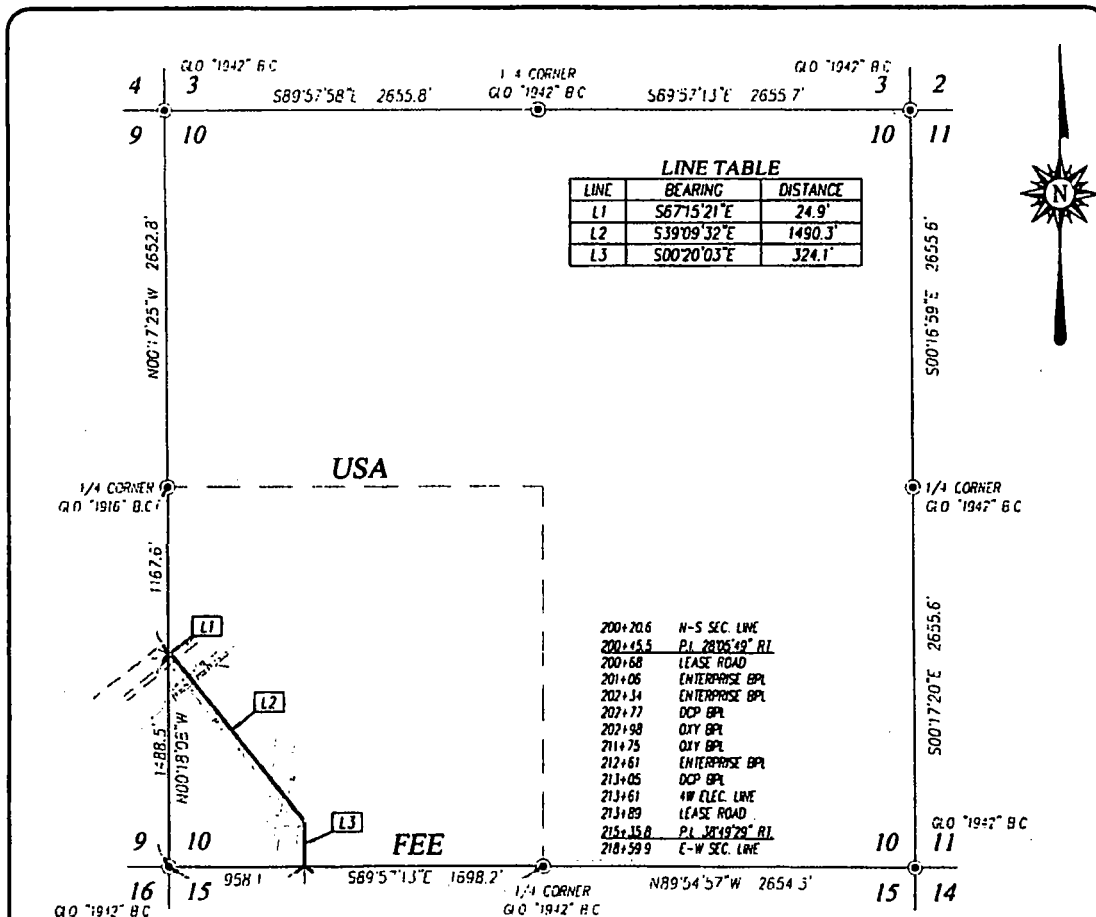 GLO "1942" B.C.
4 3
S89°57'58"E 2655.8'
1/4 CORNER
GLO "1942" B.C.
S89°57'13"E 2655.7'
GLO "1942" B.C.
3 2
9 10
10 11
LINE TABLE
LINE BEARING DISTANCE
L1 S67°15'21"E 24.9'
L2 S39°09'32"E 1490.3'
L3 S00°20'03"E 324.1'
N
N00°17'25"W 2652.8'
S00°16'59"E 2655.6'
USA
1/4 CORNER
GLO "1916" B.C.
1/4 CORNER
GLO "1942" B.C.
1167.6'
L1
L2
L3
1488.5'
N00°18'03"W
200+20.6 N-S SEC. LINE
200+45.5 P.I. 28°05'49" RT
200+68 LEASE ROAD
201+06 ENTERPRISE BPL
202+34 ENTERPRISE BPL
202+77 DCP BPL
202+98 OXY BPL
211+75 OXY BPL
212+61 ENTERPRISE BPL
213+05 DCP BPL
213+61 4W ELEC. LINE
213+89 LEASE ROAD
215+35.8 P.I. 38°49'29" RT
218+59.9 E-W SEC. LINE
S00°17'20"E 2655.6'
9 10
FEE
10 11
GLO "1942" B.C.
16 15
958.1
S89°57'13"E 1698.2'
1/4 CORNER
GLO "1942" B.C.
N89°54'57"W 2654.3'
15 14
GLO "1942" B.C.